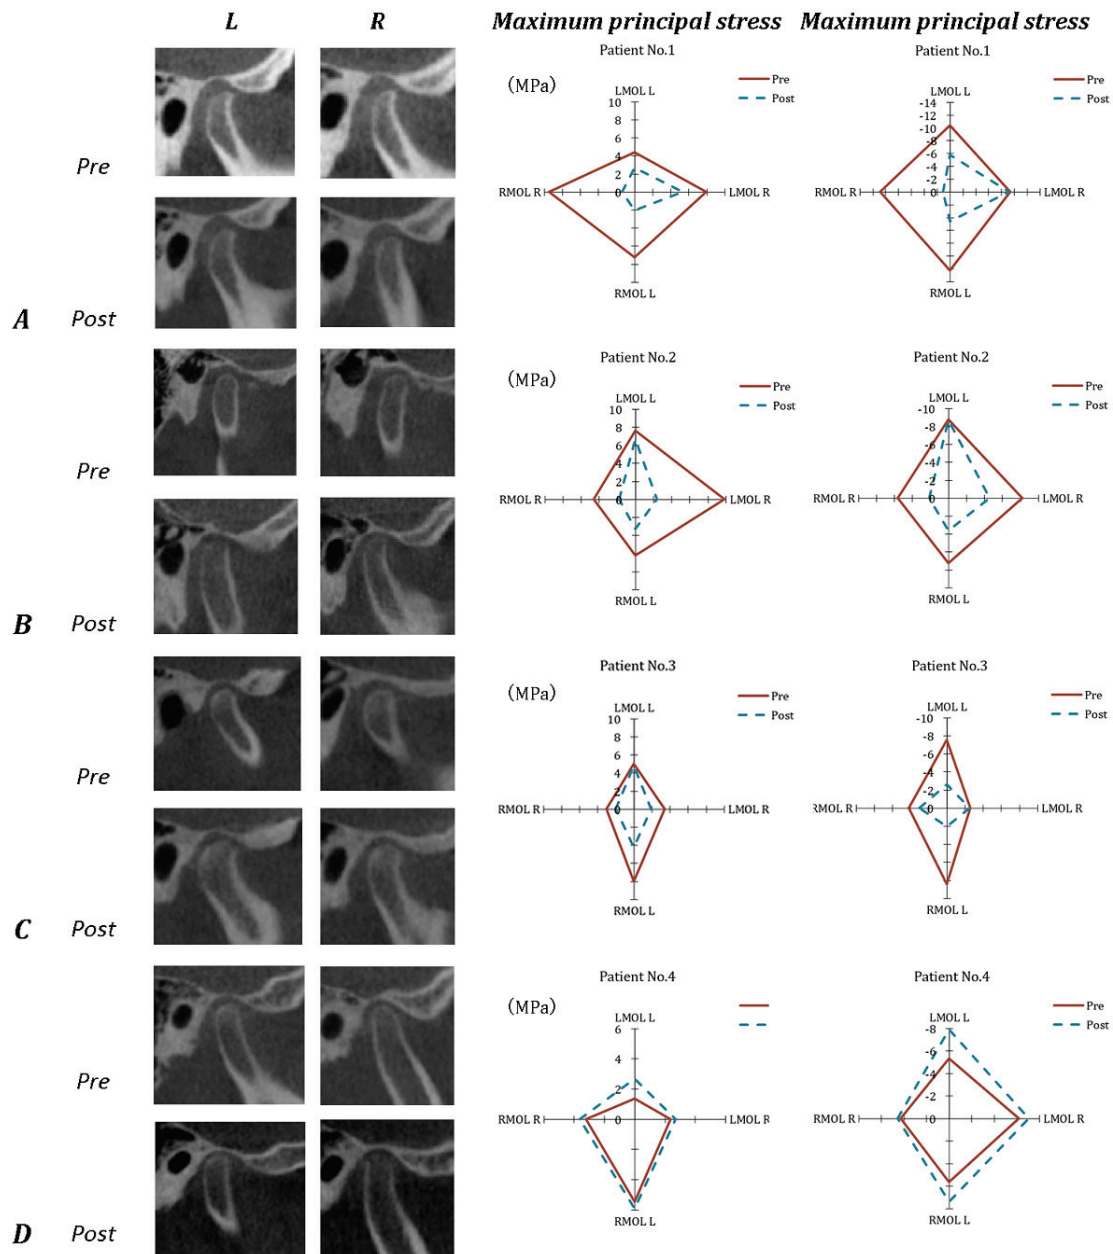 L R Maximum principal stress Maximum principal stress
Patient No.1 Patient No.1
(MPa) Pre Pre
LMOL L Post LMOL L Post
10 -14
8 -12
6 -10
4 -8
2 -6
0 -4
-2
0
RMOL R LMOL R RMOL R LMOL R
RMOL L RMOL L
Pre
A Post
Patient No.2 Patient No.2
(MPa) Pre Pre
LMOL L Post LMOL L Post
10 -10
8 -8
6 -6
4 -4
2 -2
0 0
RMOL R LMOL R RMOL R LMOL R
RMOL L RMOL L
Pre
B Post
Patient No.3 Patient No.3
(MPa) Pre Pre
LMOL L Post LMOL L Post
10 -10
8 -8
6 -6
4 -4
2 -2
0 0
RMOL R LMOL R RMOL R LMOL R
RMOL L RMOL L
Pre
C Post
Patient No.4 Patient No.4
(MPa) Pre
LMOL L LMOL L Post
6 -8
4 -6
2 -4
0 -2
0
RMOL R LMOL R RMOL R LMOL R
RMOL L RMOL L
Pre
D Post